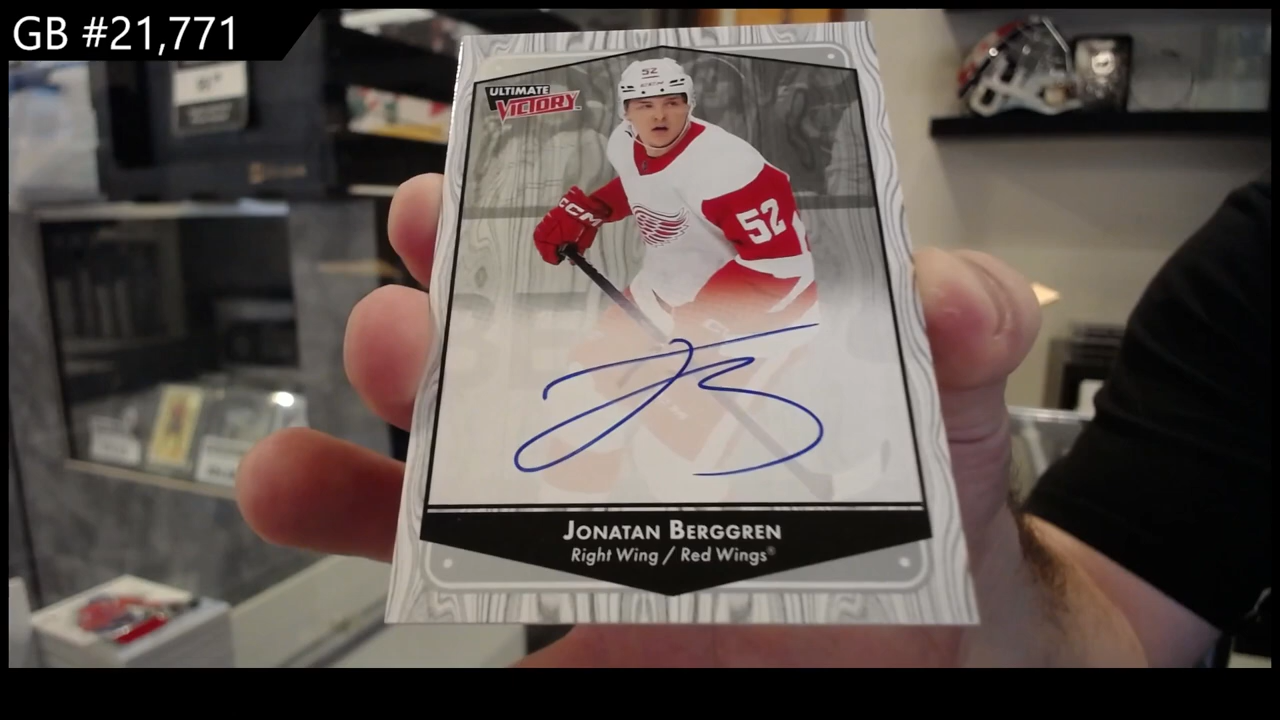 GB #21,771
ULTIMATE
VICTORY
52
CCM
52
JONATAN BERGGREN
Right Wing / Red Wings®